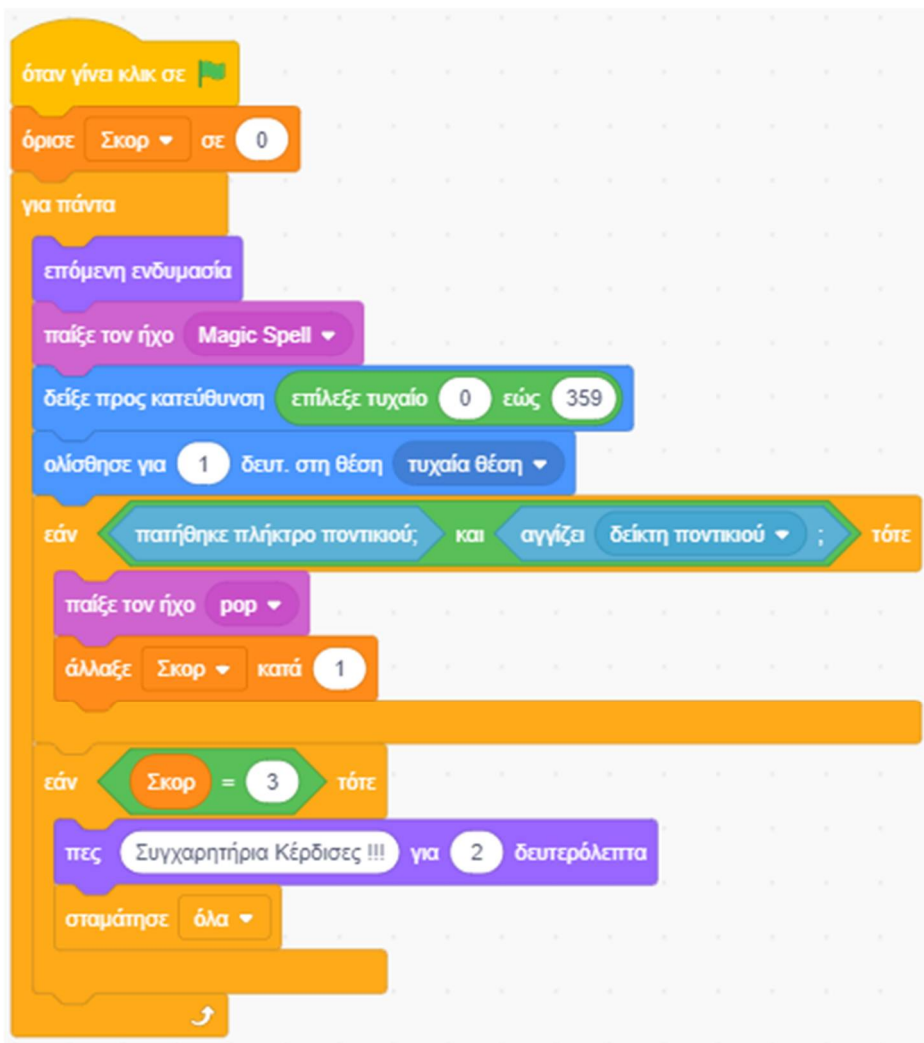 όταν γίνει κλικ σε
όρισε Σκορ σε 0
για πάντα
επόμενη ενδυμασία
παίξε τον ήχο Magic Spell
δείξε προς κατεύθυνση επίλεξε τυχαίο 0 εώς 359
ολίσθησε για 1 δευτ. στη θέση τυχαία θέση
εάν πατήθηκε πλήκτρο ποντικιού; και αγγίζει δείκτη ποντικιού ; τότε
παίξε τον ήχο pop
άλλαξε Σκορ κατά 1
εάν Σκορ = 3 τότε
πες Συγχαρητήρια Κέρδισες !!! για 2 δευτερόλεπτα
σταμάτησε όλα